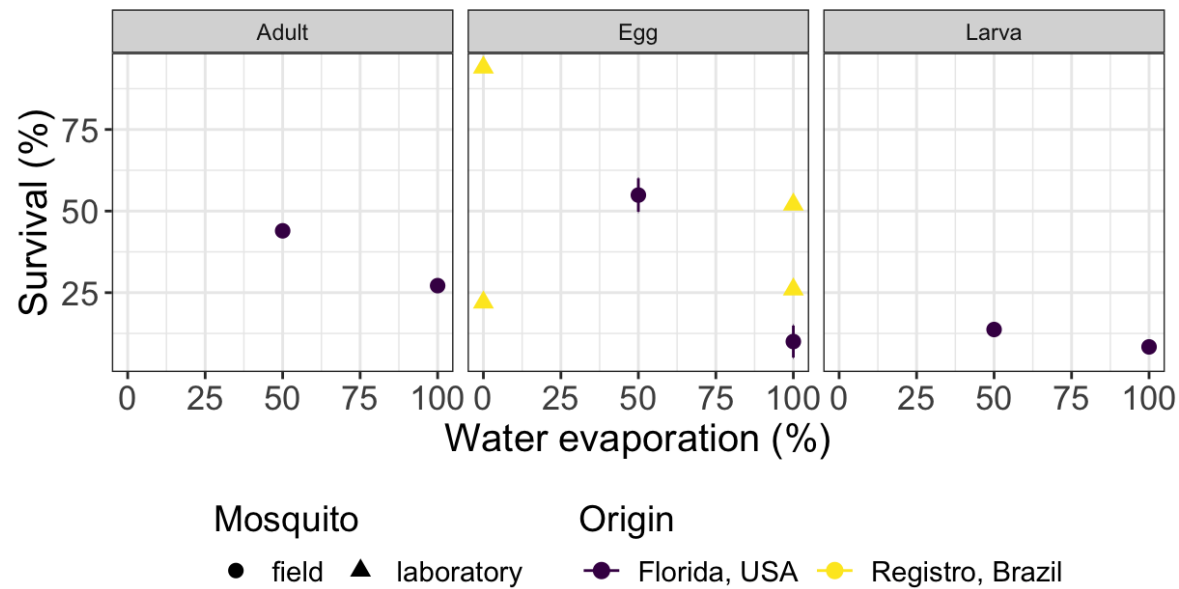 Adult Egg Larva
Survival (%)
75
50
25
0 25 50 75 100 0 25 50 75 100 0 25 50 75 100
Water evaporation (%)
Mosquito Origin
field laboratory Florida, USA Registro, Brazil